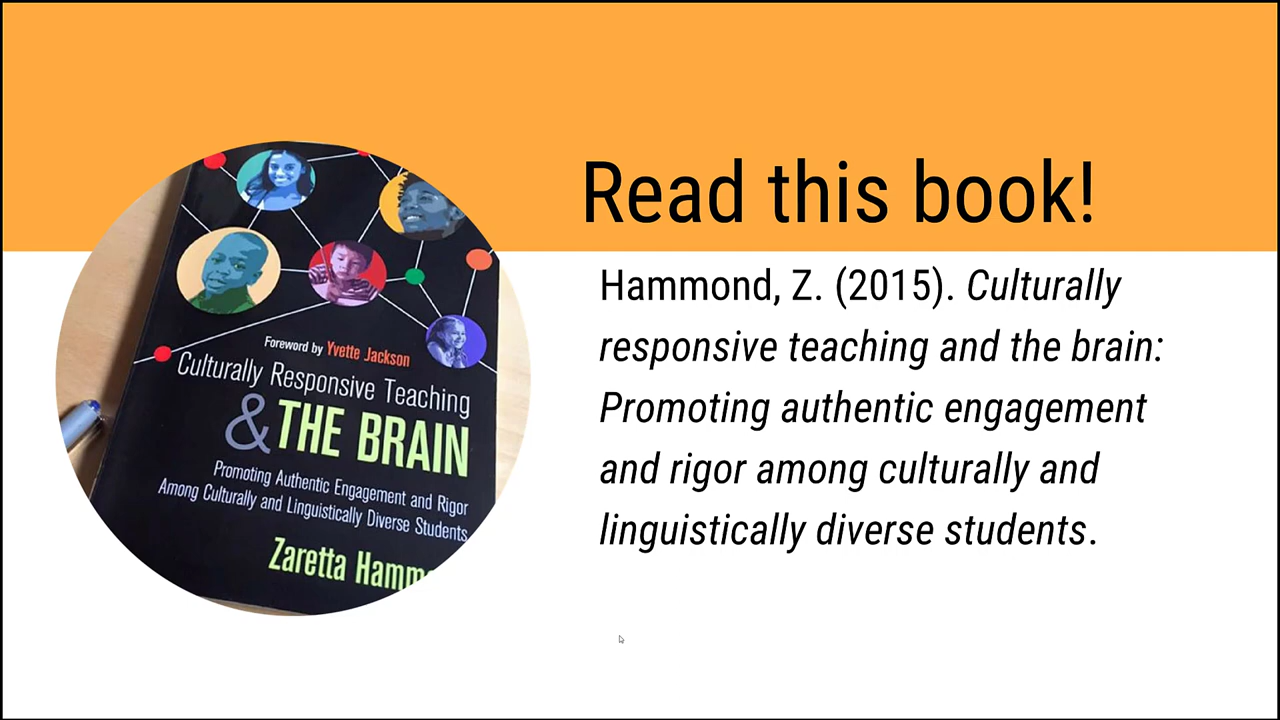 Read this book!
Hammond, Z. (2015). Culturally
responsive teaching and the brain:
Promoting authentic engagement
and rigor among culturally and
linguistically diverse students.
Foreword by Yvette Jackson
Culturally Responsive Teaching
& THE BRAIN
Promoting Authentic Engagement and Rigor
Among Culturally and Linguistically Diverse Students
Zaretta